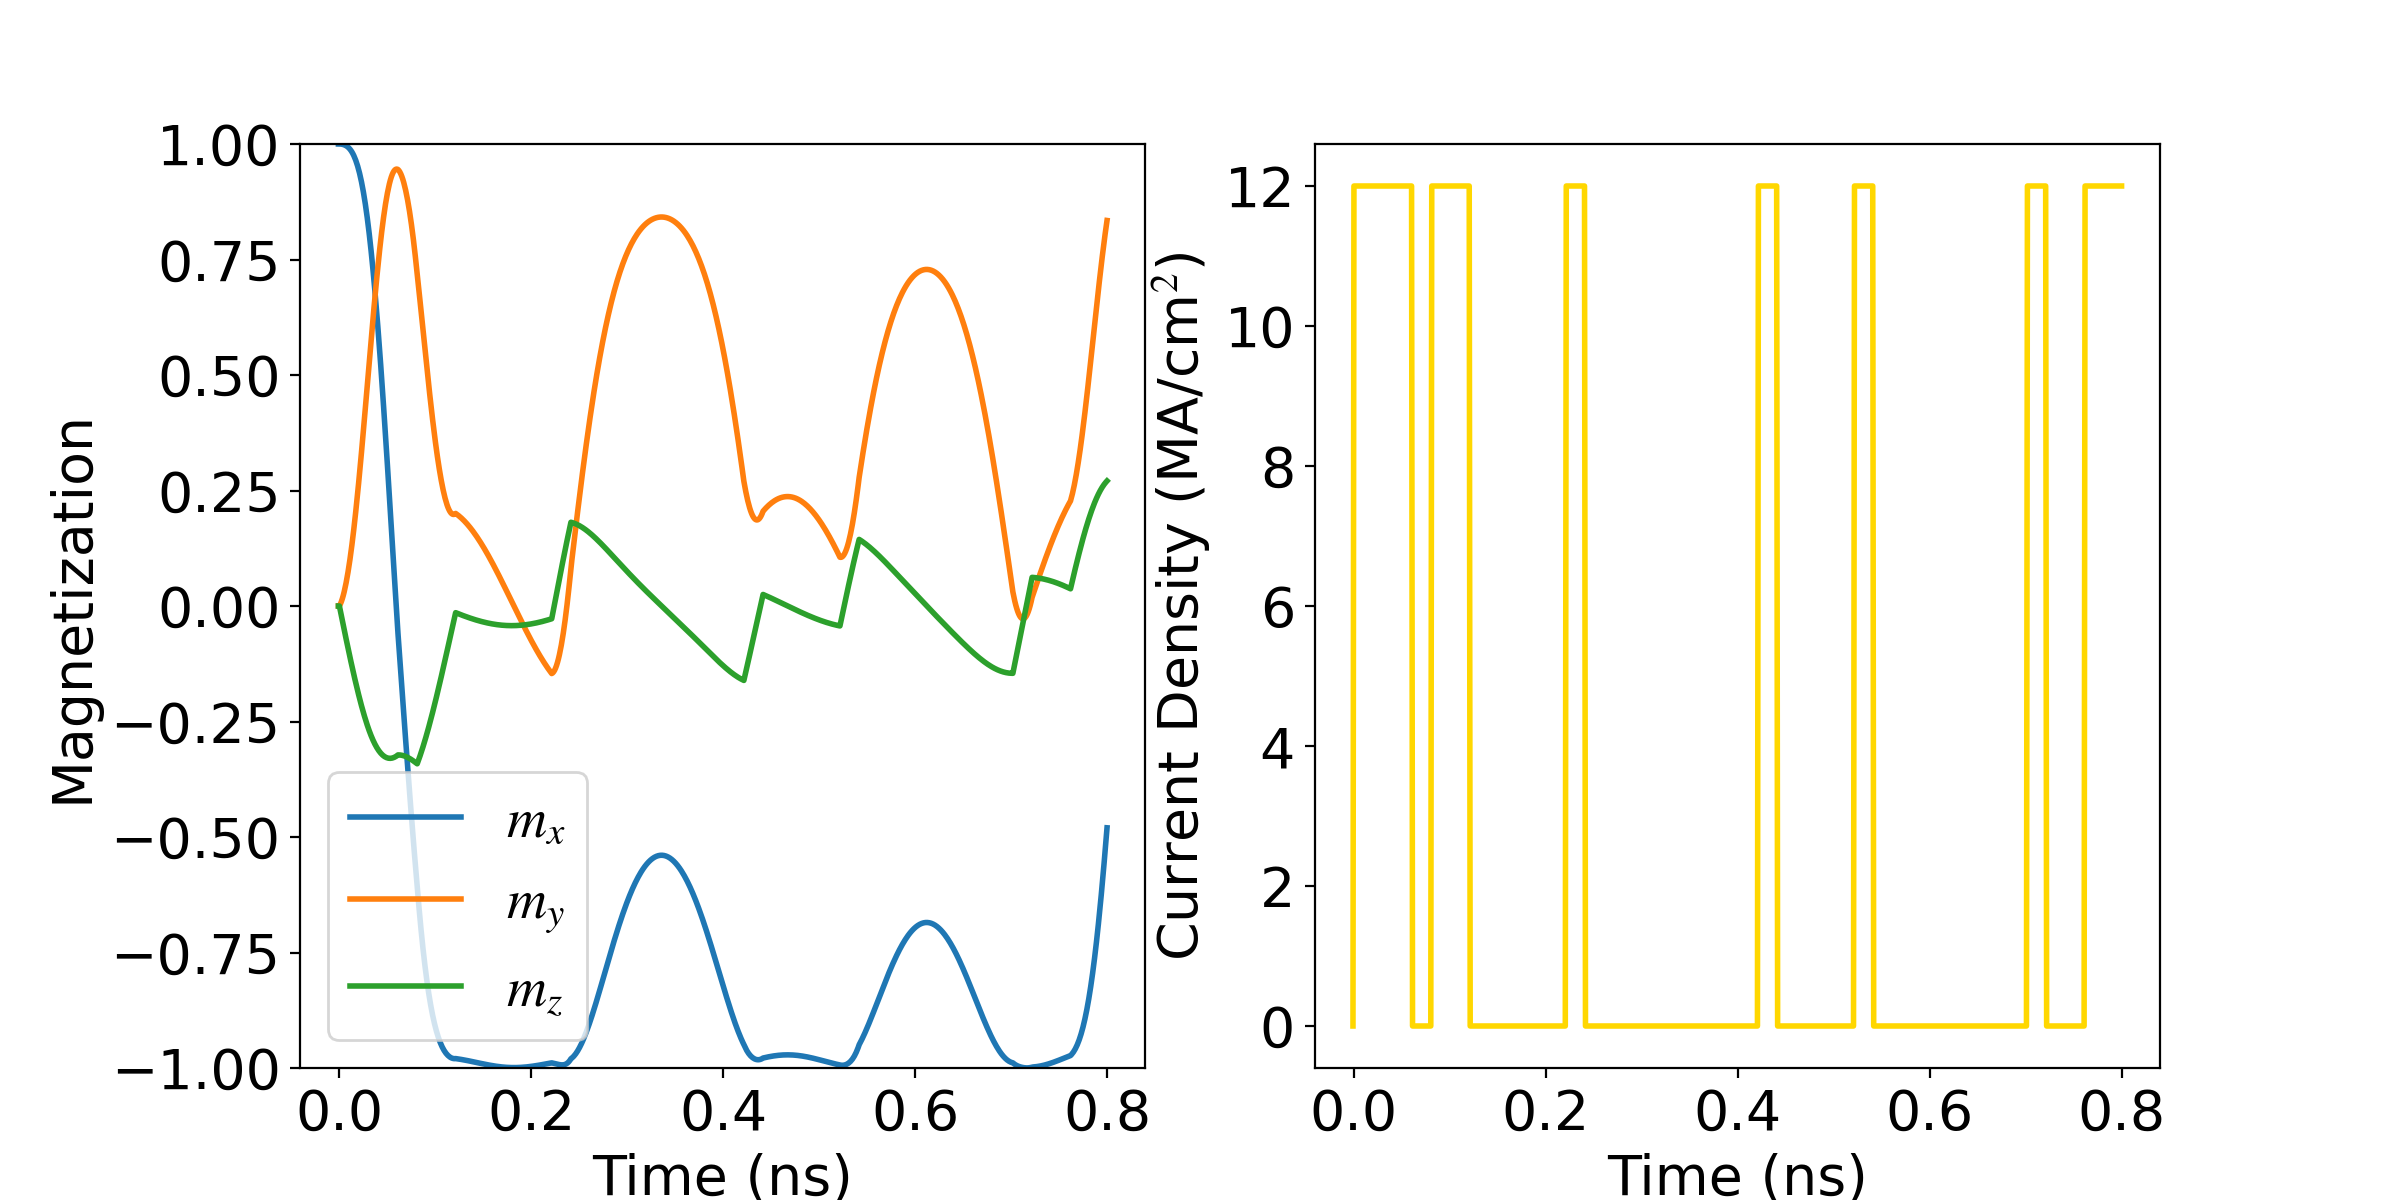 1.00
0.75
0.50
0.25
0.00
−0.25
−0.50
−0.75
−1.00
Magnetization
0.0 0.2 0.4 0.6 0.8
Time (ns)
m_x
m_y
m_z
12
10
8
6
4
2
0
Current Density (MA/cm²)
0.0 0.2 0.4 0.6 0.8
Time (ns)